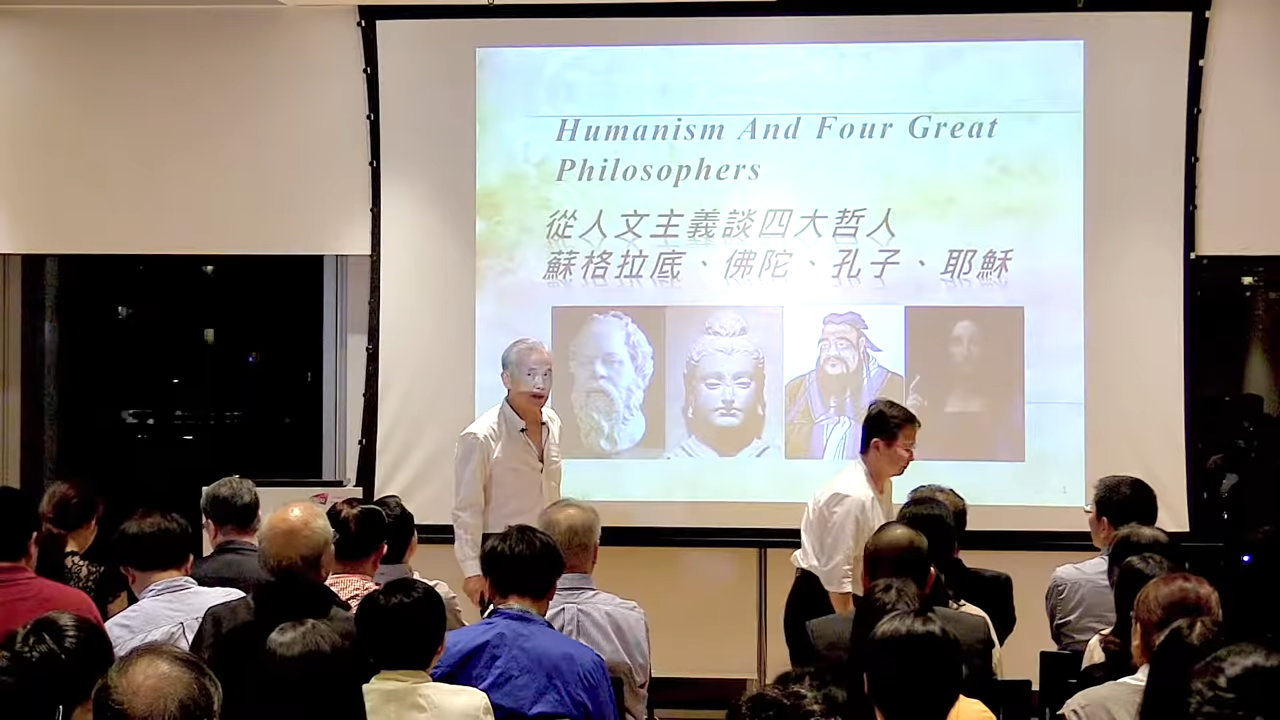 Humanism And Four Great
Philosophers
從人文主義談四大哲人
蘇格拉底、佛陀、孔子、耶穌
1